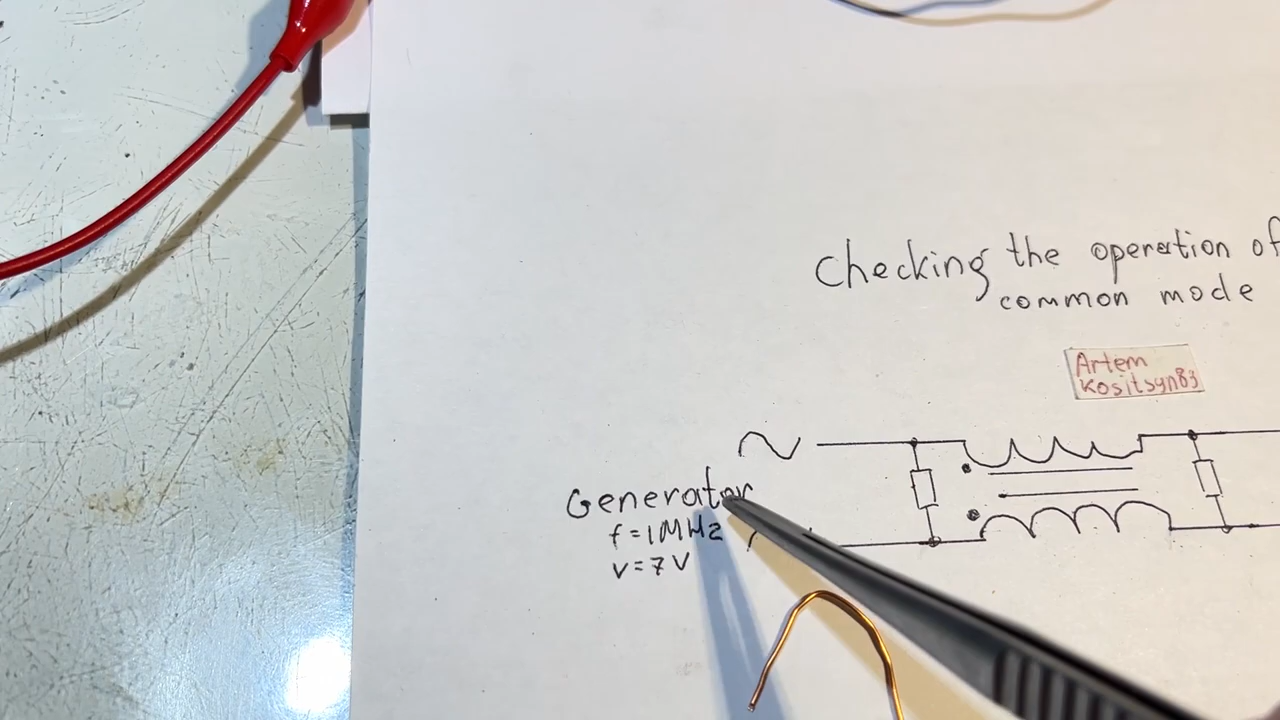 Checking the operation of
common mode
Artem
Kositsyn83
Generator
f=1MHz
V=7V